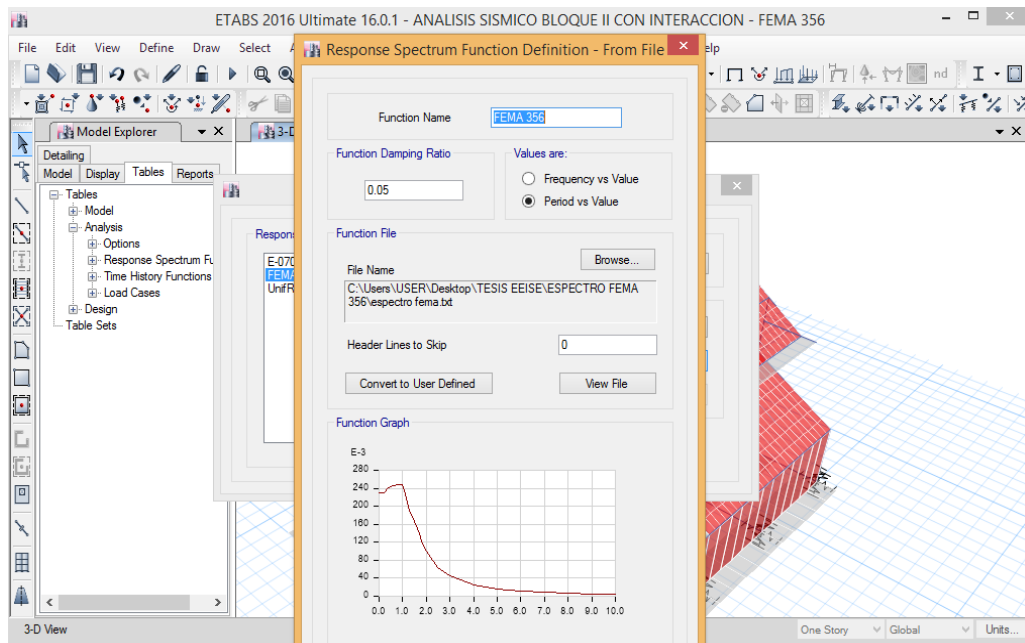 ETABS 2016 Ultimate 16.0.1 - ANALISIS SISMICO BLOQUE II CON INTERACCION - FEMA 356
File Edit View Define Draw Select
Response Spectrum Function Definition - From File
nd
Model Explorer
Detailing
Model Display Tables Reports
Tables
Model
Analysis
Options
Response Spectrum Fu
Time History Functions
Load Cases
Design
Table Sets
3-D
Respon
E-070
FEMA
UnifR
Function Name FEMA 356
Function Damping Ratio
0.05
Values are:
Frequency vs Value
Period vs Value
Function File
File Name
Browse...
C:\Users\USER\Desktop\TESIS EEISE\ESPECTRO FEMA
356\espectro fema.txt
Header Lines to Skip 0
Convert to User Defined View File
Function Graph
E-3
280
240
200
160
120
80
40
0
0.0 1.0 2.0 3.0 4.0 5.0 6.0 7.0 8.0 9.0 10.0
3-D View
One Story Global Units...